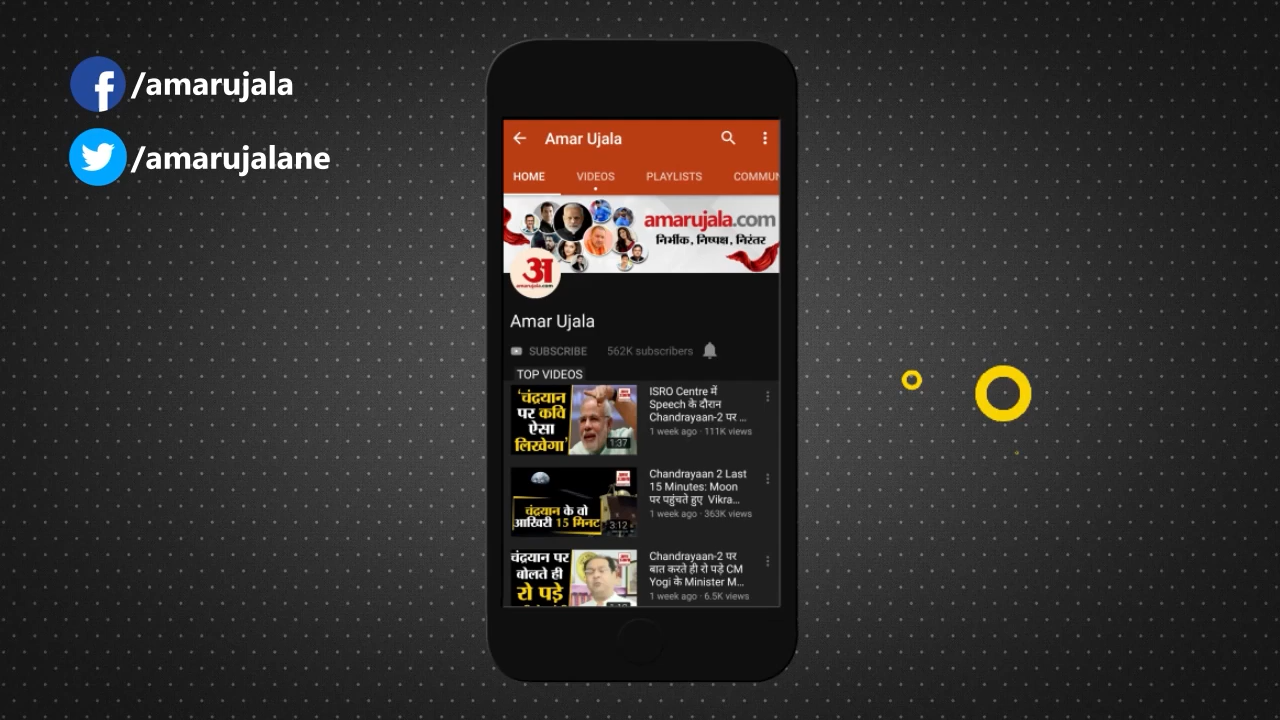 /amarujala
/amarujalane
Amar Ujala
HOME VIDEOS PLAYLISTS COMMUN
amarujala.com
निर्भीक, निष्पक्ष, निरंतर
अ
amarujala.com
Amar Ujala
SUBSCRIBE 562K subscribers
TOP VIDEOS
'चंद्रयान
पर कवि
ऐसा
लिखेगा'
1:37
ISRO Centre में
Speech के दौरान
Chandrayaan-2 पर ...
1 week ago · 111K views
चंद्रयान के वो
आखिरी 15 मिनट
3:12
Chandrayaan 2 Last
15 Minutes: Moon
पर पहुंचते हुए Vikra...
1 week ago · 363K views
चंद्रयान पर
बोलते ही
रो पड़े
Chandrayaan-2 पर
बात करते ही रो पड़े CM
Yogi के Minister M...
1 week ago · 6.5K views